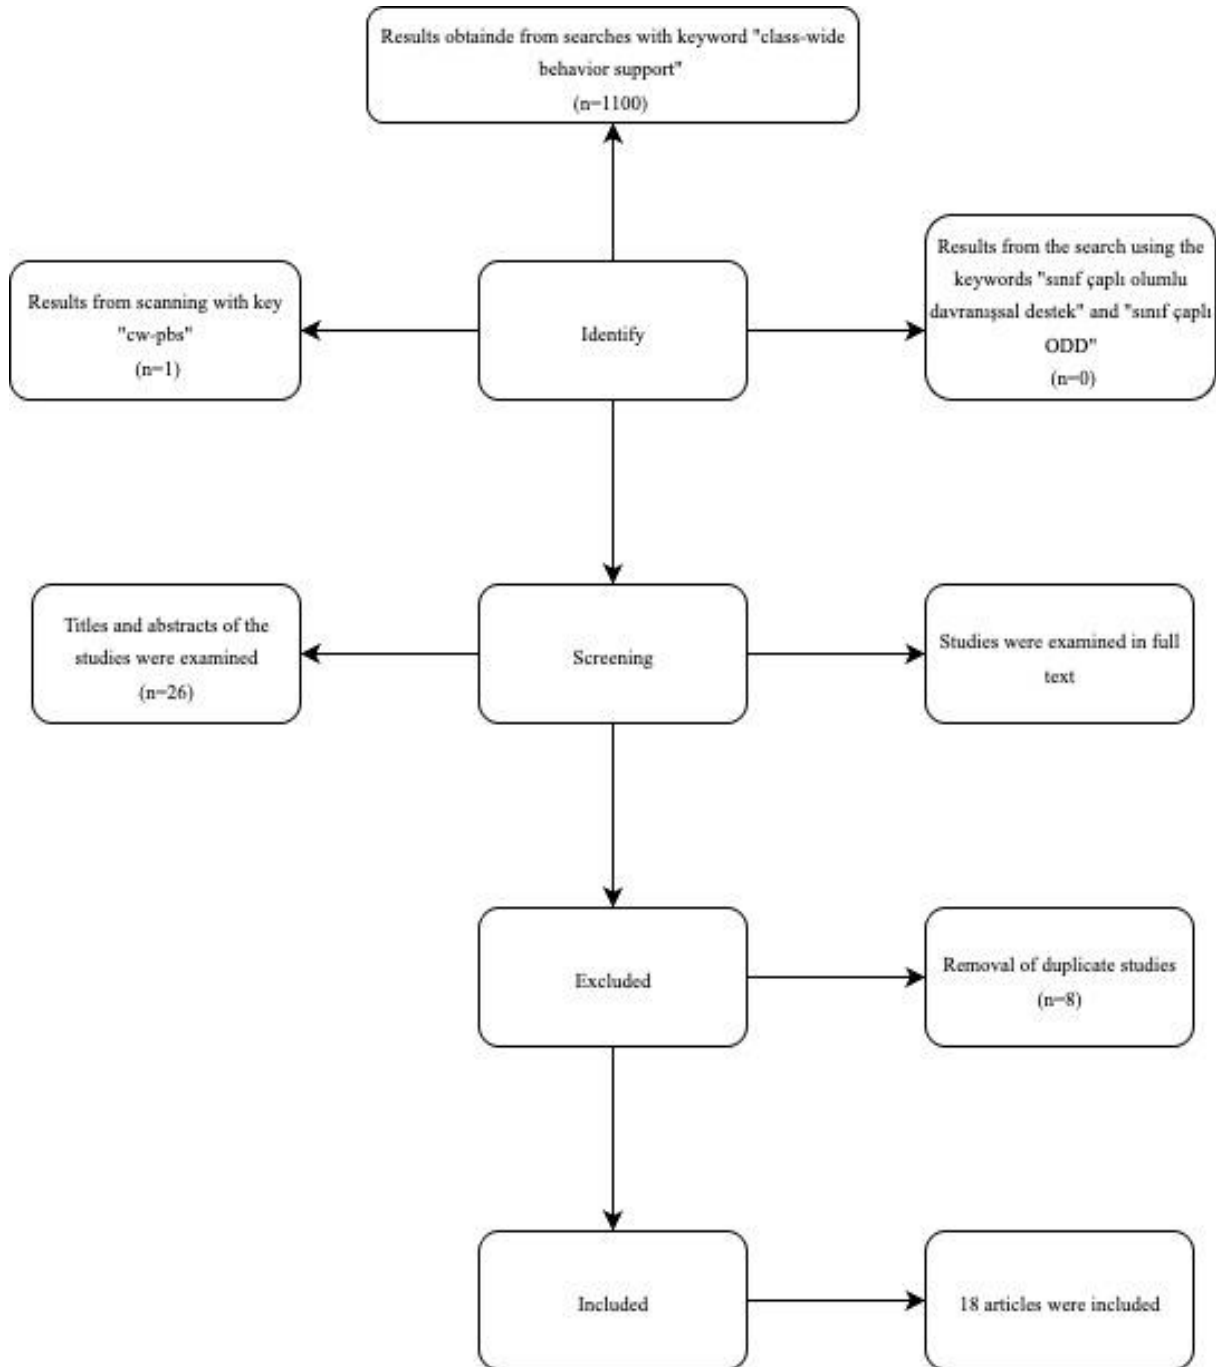 Results obtainde from searches with keyword "class-wide
behavior support"
(n=1100)
Results from scanning with key
"cw-pbs"
(n=1)
Identify
Results from the search using the
keywords "sınıf çaplı olumlu
davranışsal destek" and "sınıf çaplı
ODD"
(n=0)
Titles and abstracts of the
studies were examined
(n=26)
Screening
Studies were examined in full
text
Excluded
Removal of duplicate studies
(n=8)
Included
18 articles were included